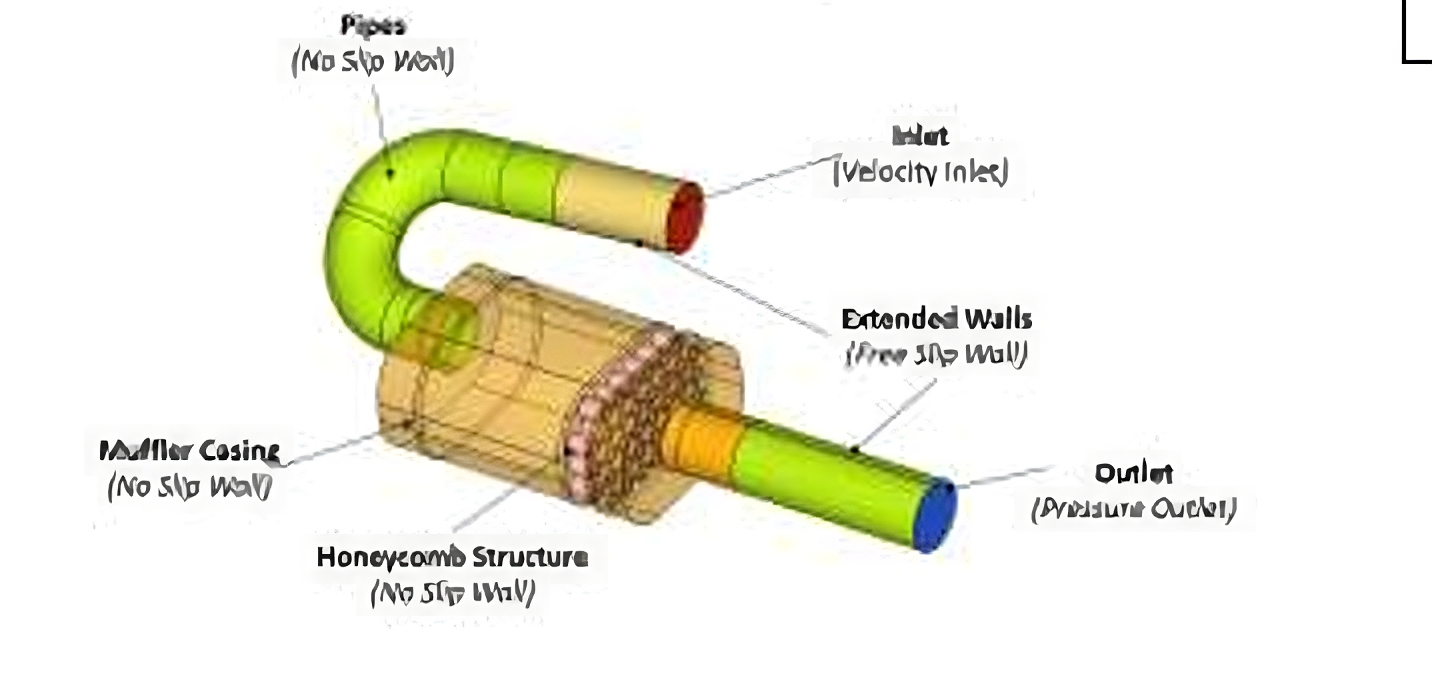 Pipes
(No Slip Wall)
Inlet
(Velocity Inlet)
Extended Walls
(Free Slip Wall)
Muffler Casing
(No Slip Wall)
Outlet
(Pressure Outlet)
Honeycomb Structure
(No Slip Wall)